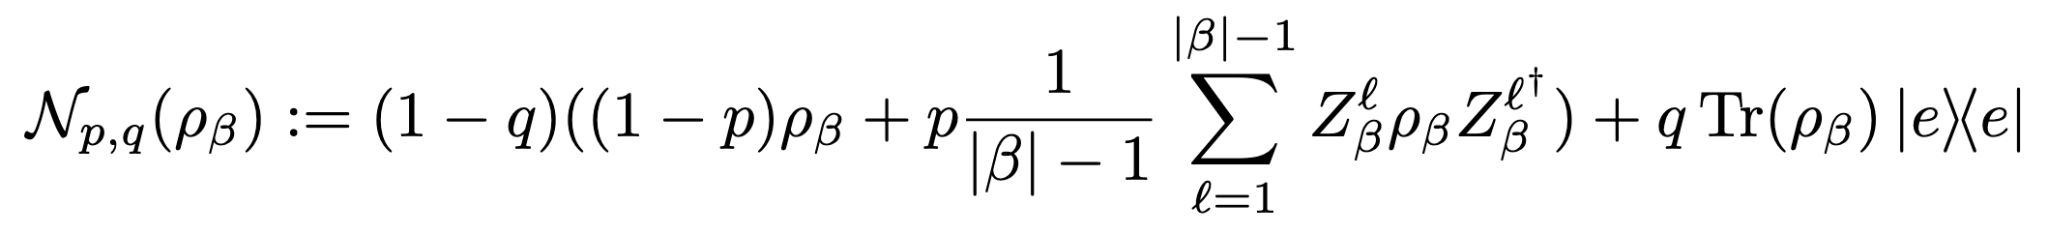 $\mathcal{N}_{p,q}(\rho_\beta) := (1-q)((1-p)\rho_\beta + p\frac{1}{|\beta|-1}\sum_{\ell=1}^{|\beta|-1} Z_\beta^\ell \rho_\beta Z_\beta^{\ell^\dagger}) + q\,\mathrm{Tr}(\rho_\beta)\,|e\rangle\!\langle e|$